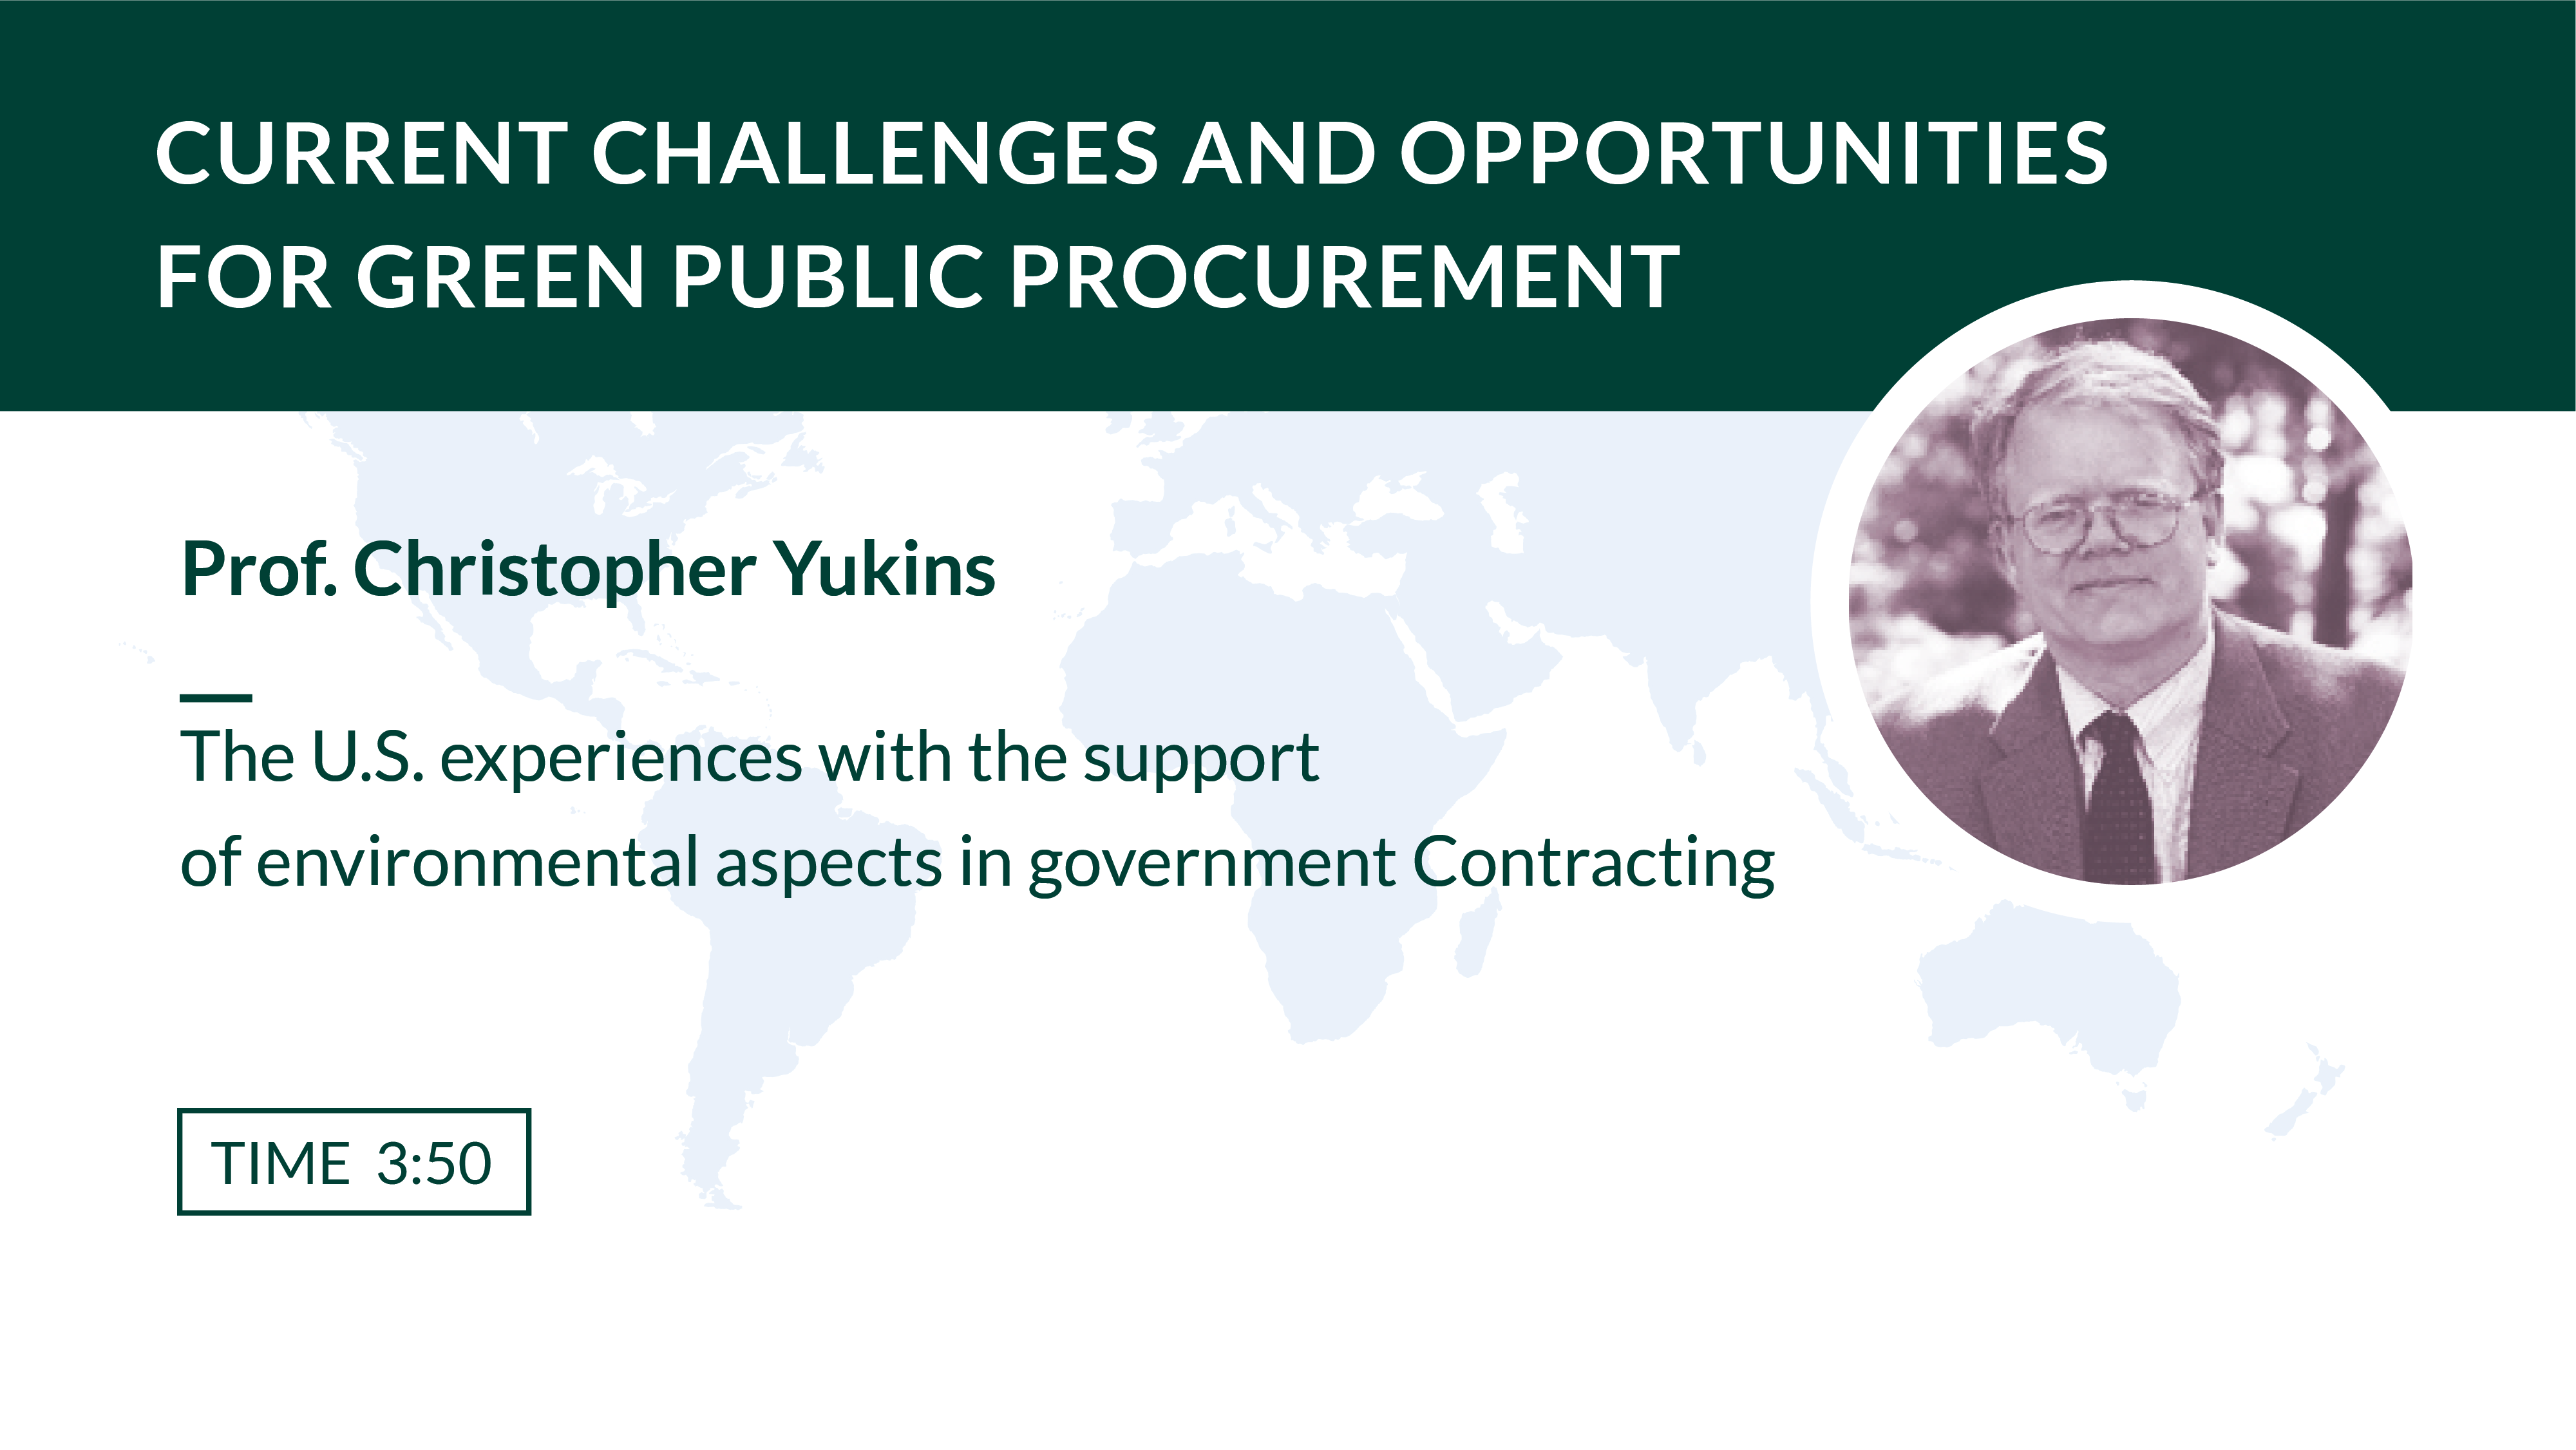 CURRENT CHALLENGES AND OPPORTUNITIES
FOR GREEN PUBLIC PROCUREMENT
Prof. Christopher Yukins
The U.S. experiences with the support
of environmental aspects in government Contracting
TIME 3:50